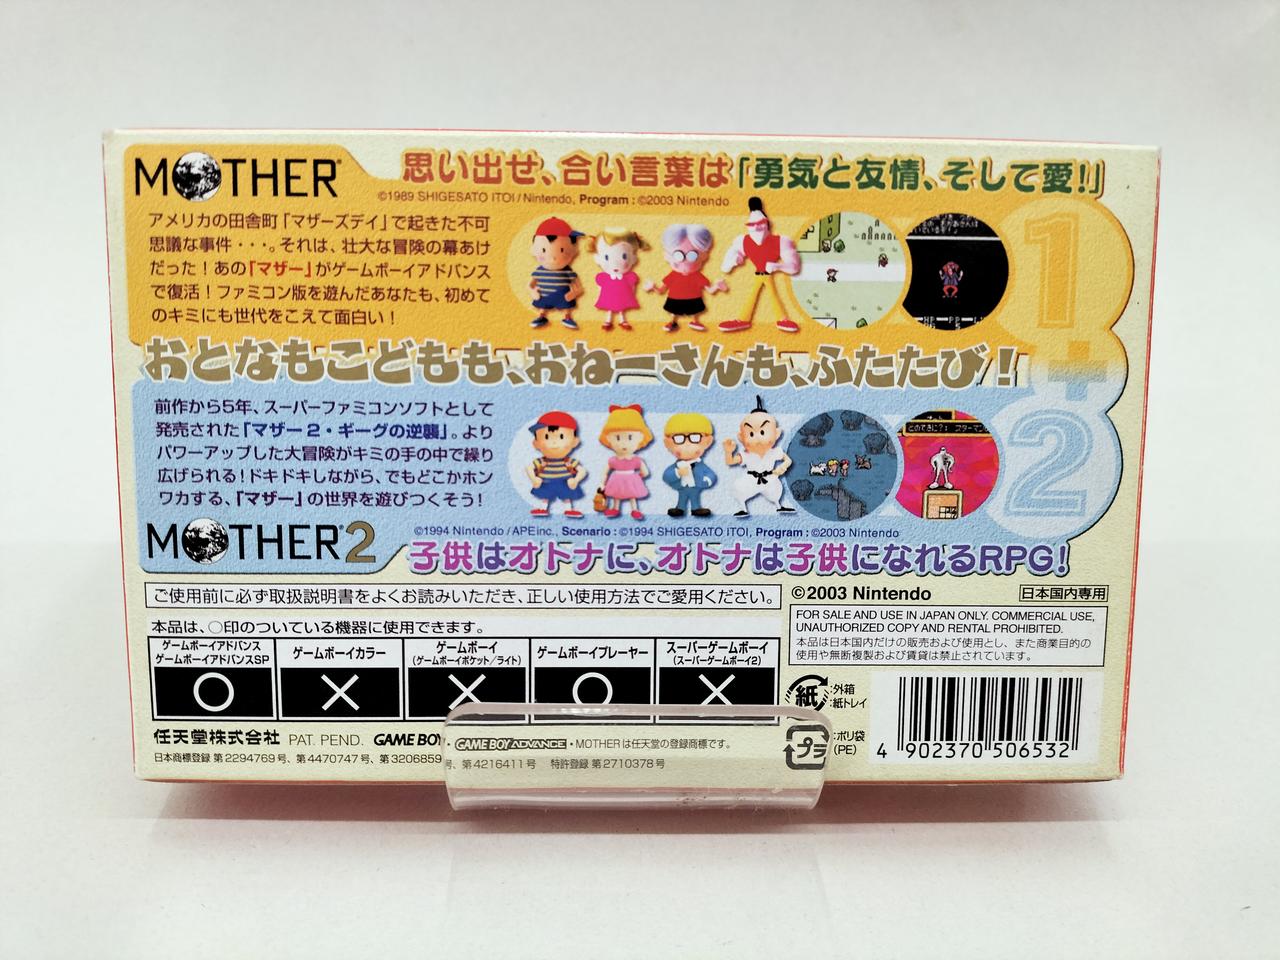 MOTHER®
思い出せ、合い言葉は「勇気と友情、そして愛!」
©1989 SHIGESATO ITOI / Nintendo, Program : ©2003 Nintendo
アメリカの田舎町「マザーズデイ」で起きた不可
思議な事件・・・。それは、壮大な冒険の幕あけ
だった！あの「マザー」がゲームボーイアドバンス
で復活！ファミコン版を遊んだあなたも、初めて
のキミにも世代をこえて面白い！
1
+
2
おとなもこどもも、おねーさんも、ふたたび！
前作から5年、スーパーファミコンソフトとして
発売された「マザー２・ギーグの逆襲」。より
パワーアップした大冒険がキミの手の中で繰り
広げられる！ドキドキしながら、でもどこかホン
ワカする、「マザー」の世界を遊びつくそう！
MOTHER®2
©1994 Nintendo / APE inc., Scenario : ©1994 SHIGESATO ITOI, Program : ©2003 Nintendo
子供はオトナに、オトナは子供になれるRPG!
ご使用前に必ず取扱説明書をよくお読みいただき、正しい使用方法でご愛用ください。
©2003 Nintendo
日本国内専用
FOR SALE AND USE IN JAPAN ONLY. COMMERCIAL USE,
UNAUTHORIZED COPY AND RENTAL PROHIBITED.
本品は日本国内だけの販売および使用とし、また商業目的の
使用や無断複製および賃貸は禁止されています。
本品は、○印のついている機器に使用できます。
ゲームボーイアドバンス
ゲームボーイアドバンスSP
ゲームボーイカラー
ゲームボーイ
(ゲームボーイポケット／ライト)
ゲームボーイプレーヤー
スーパーゲームボーイ
(スーパーゲームボーイ2)
○ × × ○ ×
紙 :外箱
:紙トレイ
プラ :ポリ袋
(PE)
任天堂株式会社 PAT. PEND. GAME BOY・GAME BOY ADVANCE・MOTHERは任天堂の登録商標です。
日本商標登録 第2294769号、第4470747号、第3206859号、第4216411号 特許登録 第2710378号
4 902370 506532